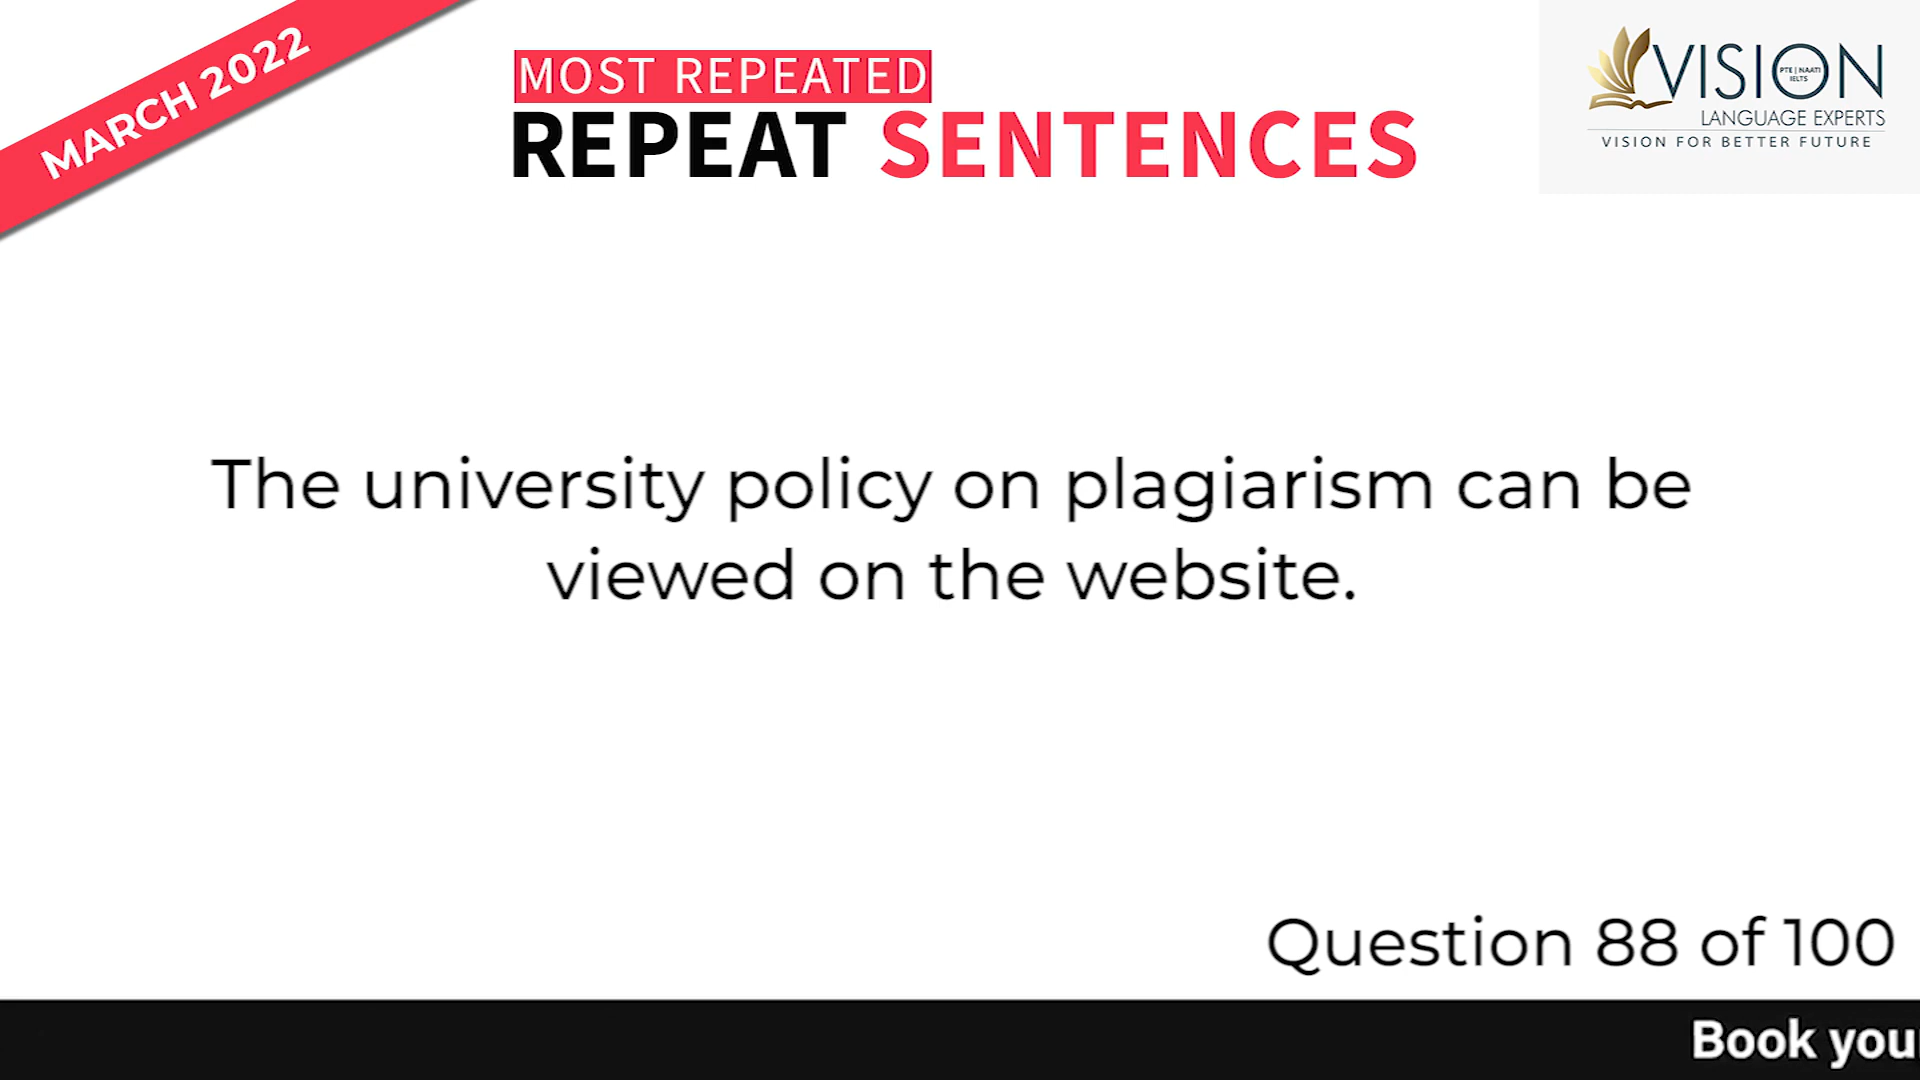 MARCH 2022
MOST REPEATED
REPEAT SENTENCES
VISION
PTE | NAATI
IELTS
LANGUAGE EXPERTS
VISION FOR BETTER FUTURE
The university policy on plagiarism can be
viewed on the website.
Question 88 of 100
Book you